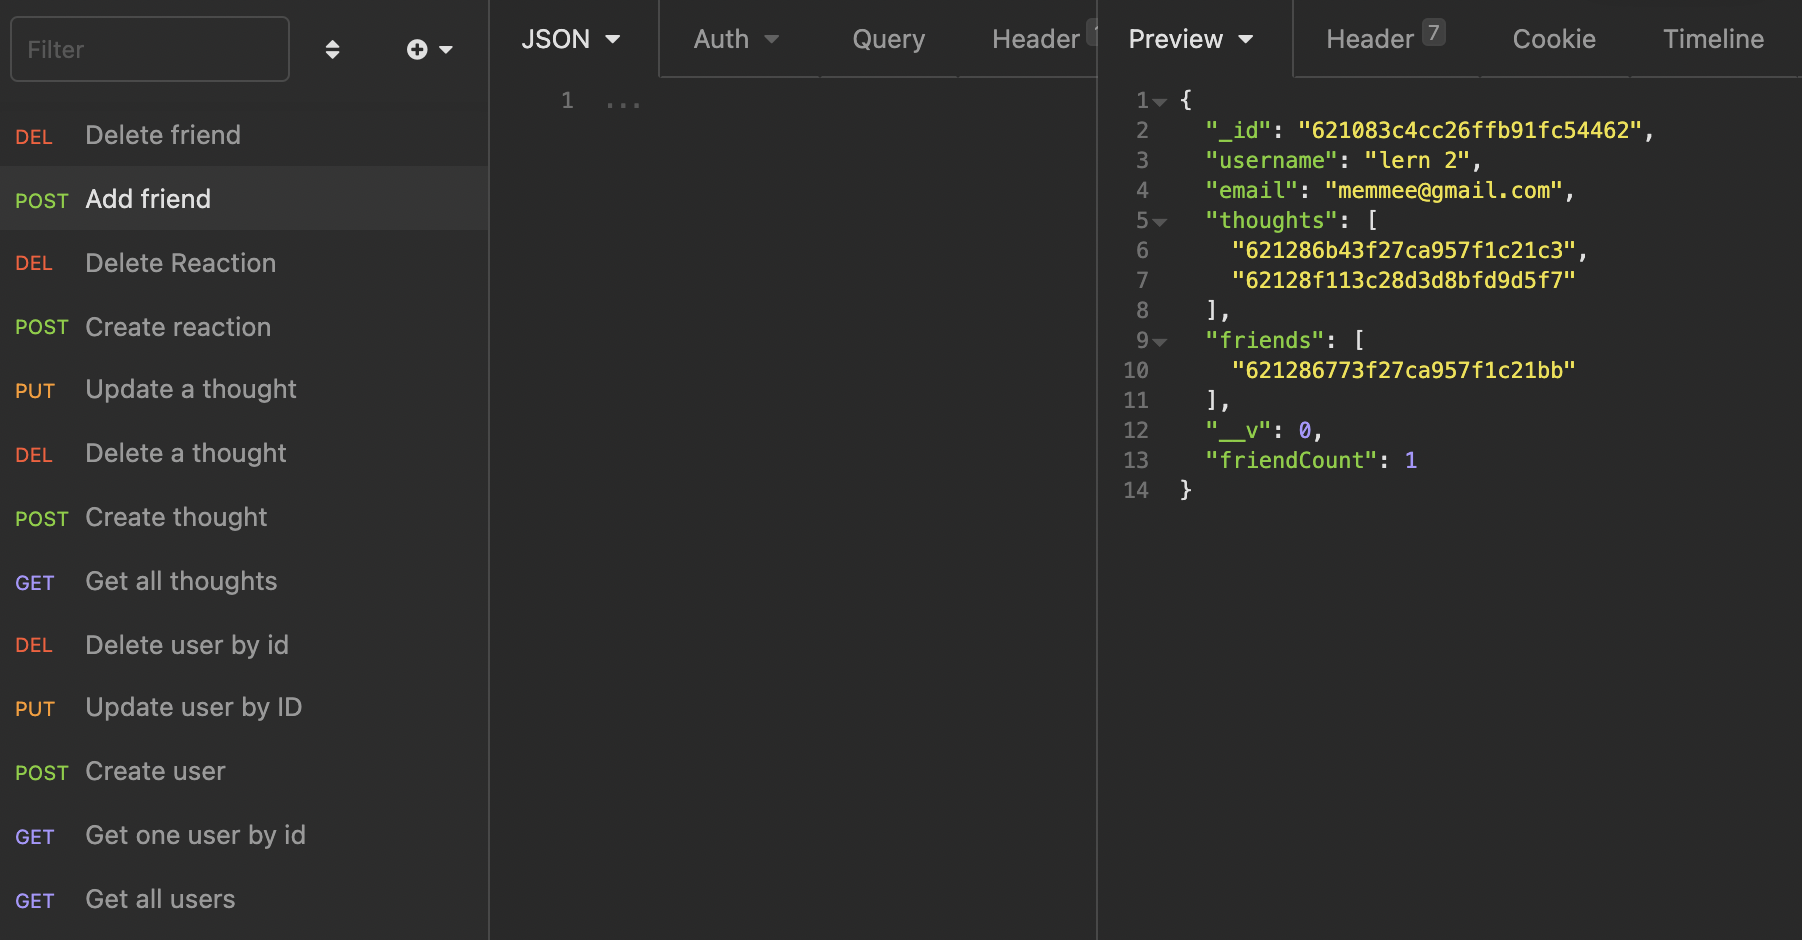 Filter
DEL Delete friend
POST Add friend
DEL Delete Reaction
POST Create reaction
PUT Update a thought
DEL Delete a thought
POST Create thought
GET Get all thoughts
DEL Delete user by id
PUT Update user by ID
POST Create user
GET Get one user by id
GET Get all users
JSON Auth Query Header
1 ...
Preview Header 7 Cookie Timeline
1 {
2 "_id": "621083c4cc26ffb91fc54462",
3 "username": "lern 2",
4 "email": "memmee@gmail.com",
5 "thoughts": [
6 "621286b43f27ca957f1c21c3",
7 "62128f113c28d3d8bfd9d5f7"
8 ],
9 "friends": [
10 "621286773f27ca957f1c21bb"
11 ],
12 "__v": 0,
13 "friendCount": 1
14 }